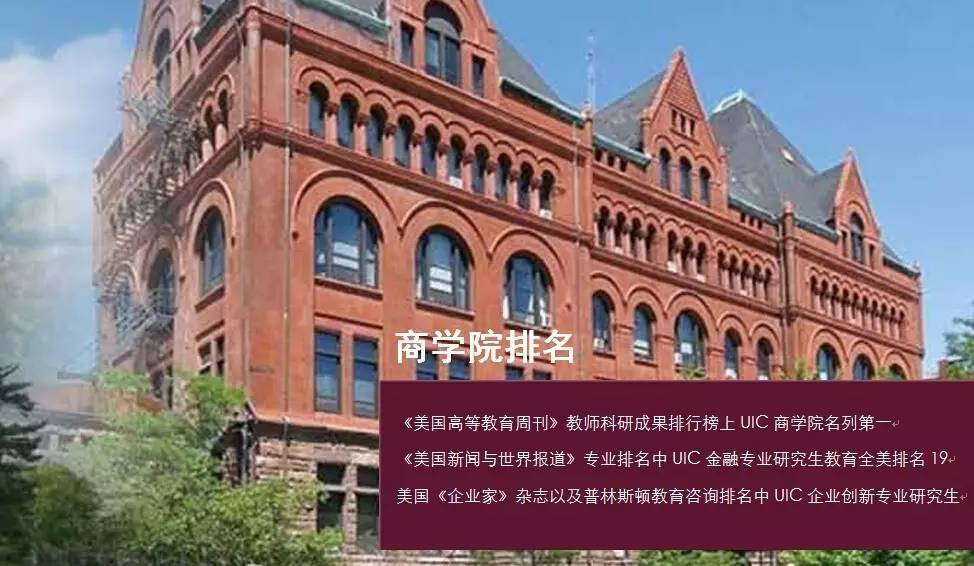 商学院排名
《美国高等教育周刊》教师科研成果排行榜上 UIC 商学院名列第一
《美国新闻与世界报道》专业排名中 UIC 金融专业研究生教育全美排名 19
美国《企业家》杂志以及普林斯顿教育咨询排名中 UIC 企业创新专业研究生